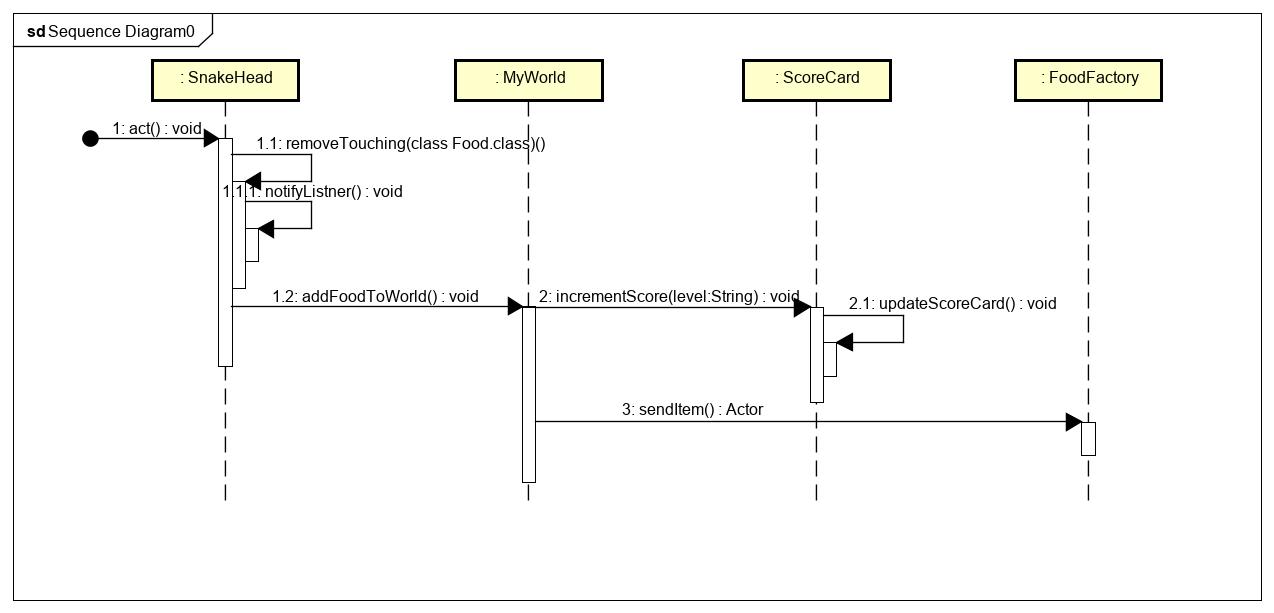 sd Sequence Diagram0
: SnakeHead
: MyWorld
: ScoreCard
: FoodFactory
1: act() : void
1.1: removeTouching(class Food.class)()
1.1.1: notifyListner() : void
1.2: addFoodToWorld() : void
2: incrementScore(level:String) : void
2.1: updateScoreCard() : void
3: sendItem() : Actor